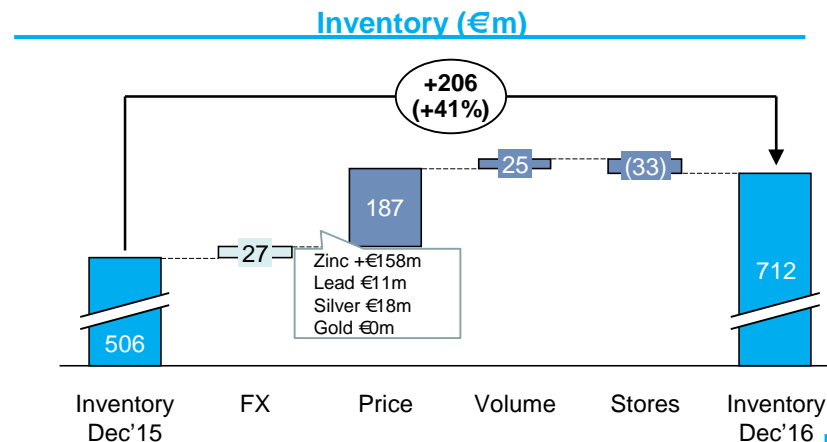 Inventory (€m)
+206
(+41%)
506
27
187
25
(33)
712
Zinc +€158m
Lead €11m
Silver €18m
Gold €0m
Inventory
Dec'15
FX
Price
Volume
Stores
Inventory
Dec'16